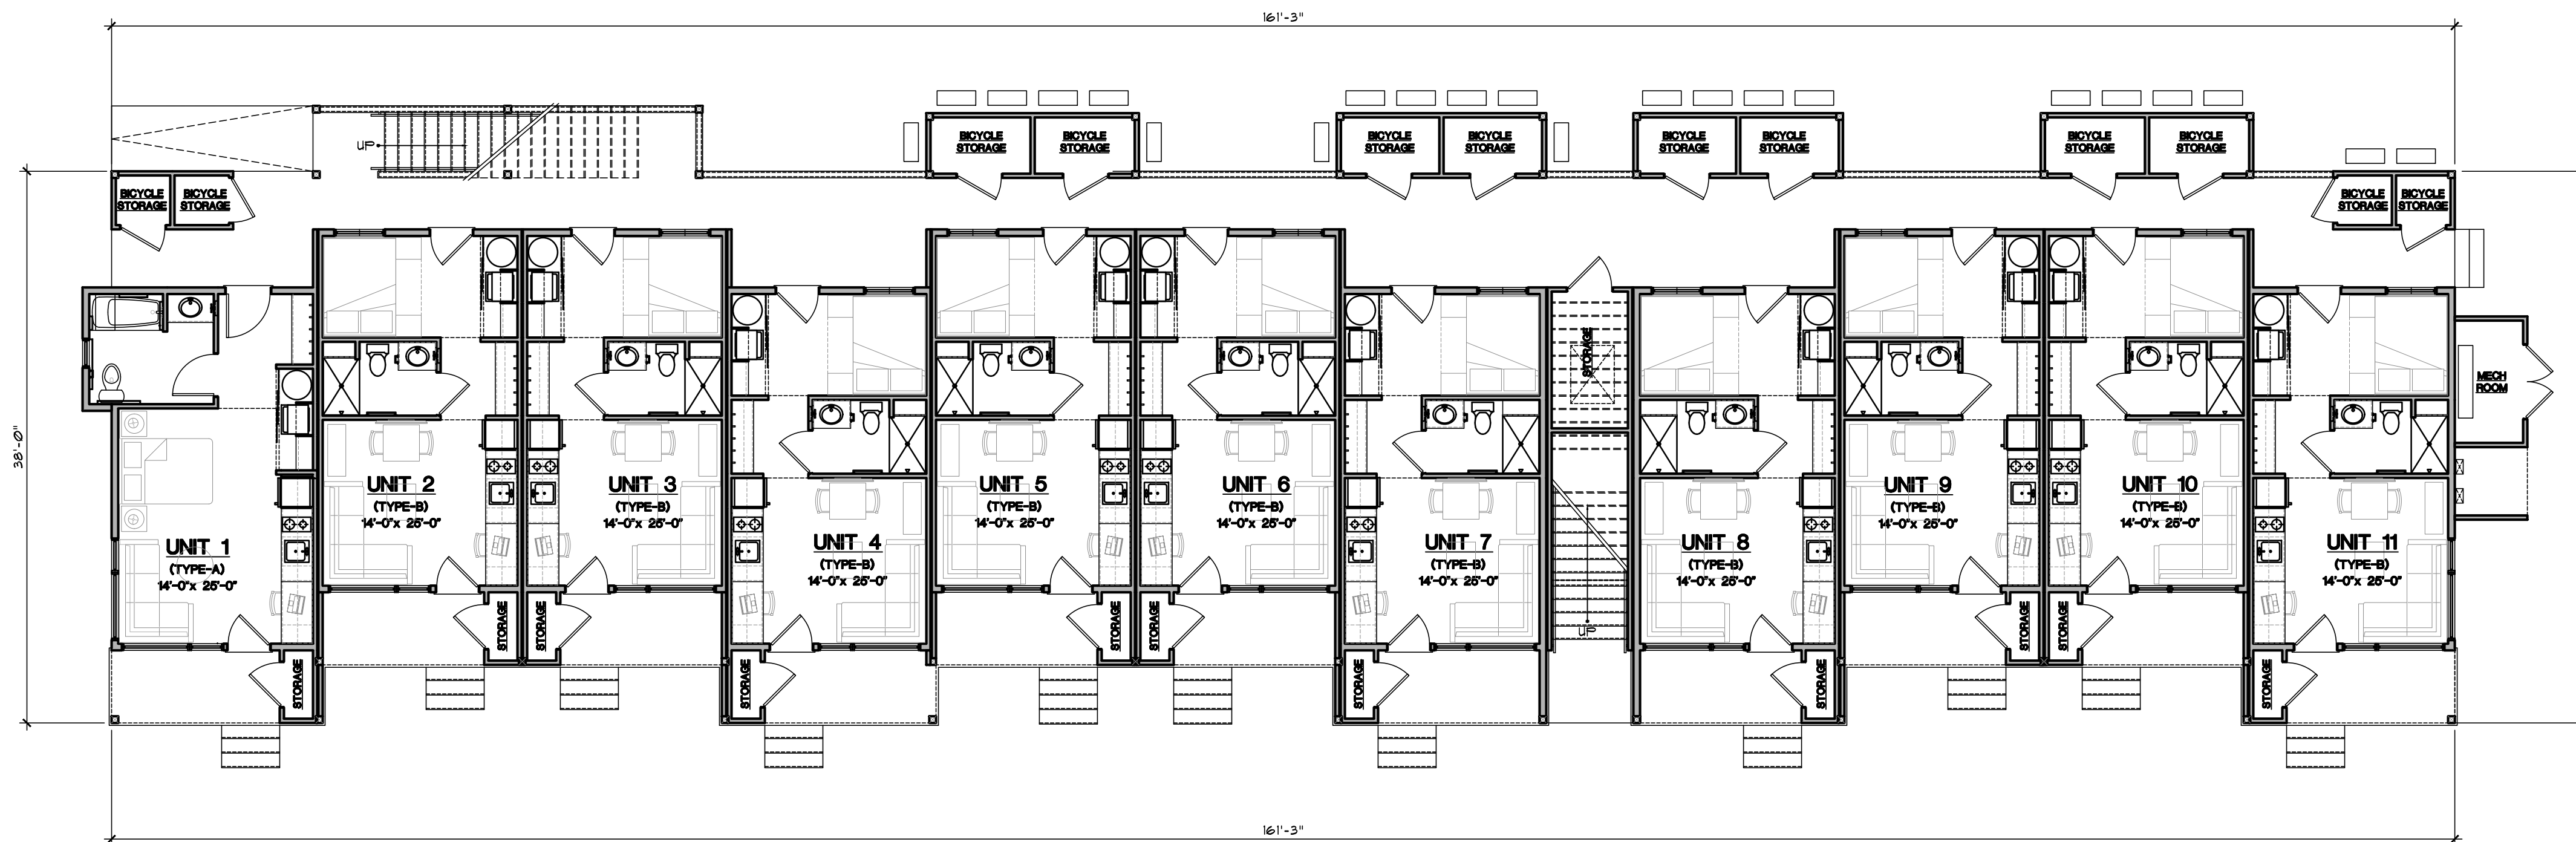 161'-3"
BICYCLE
STORAGE
BICYCLE
STORAGE
BICYCLE
STORAGE
BICYCLE
STORAGE
BICYCLE
STORAGE
BICYCLE
STORAGE
BICYCLE
STORAGE
BICYCLE
STORAGE
UP
BICYCLE
STORAGE
BICYCLE
STORAGE
BICYCLE
STORAGE
BICYCLE
STORAGE
STORAGE
MECH
ROOM
38'-0"
UNIT 1
(TYPE-A)
14'-0"x 25'-0"
UNIT 2
(TYPE-B)
14'-0"x 25'-0"
UNIT 3
(TYPE-B)
14'-0"x 25'-0"
UNIT 4
(TYPE-B)
14'-0"x 25'-0"
UNIT 5
(TYPE-B)
14'-0"x 25'-0"
UNIT 6
(TYPE-B)
14'-0"x 25'-0"
UNIT 7
(TYPE-B)
14'-0"x 25'-0"
UNIT 8
(TYPE-B)
14'-0"x 25'-0"
UNIT 9
(TYPE-B)
14'-0"x 25'-0"
UNIT 10
(TYPE-B)
14'-0"x 25'-0"
UNIT 11
(TYPE-B)
14'-0"x 25'-0"
UP
STORAGE
STORAGE
STORAGE
STORAGE
STORAGE
STORAGE
STORAGE
STORAGE
STORAGE
STORAGE
STORAGE
161'-3"